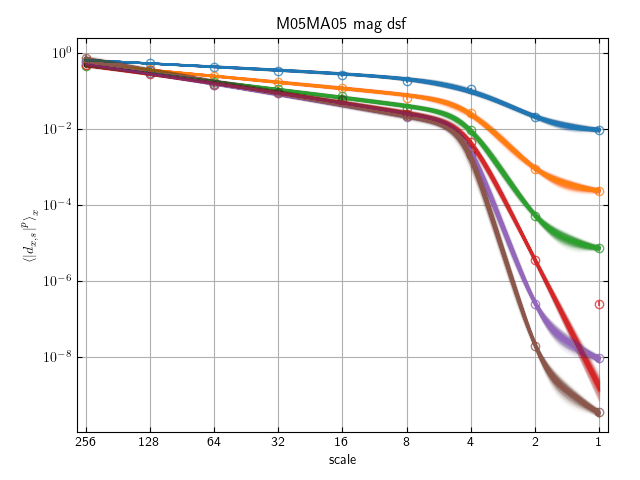 M05MA05 mag dsf
⟨|d_{x,s}|^p⟩_x
10^0
10^{-2}
10^{-4}
10^{-6}
10^{-8}
256 128 64 32 16 8 4 2 1
scale